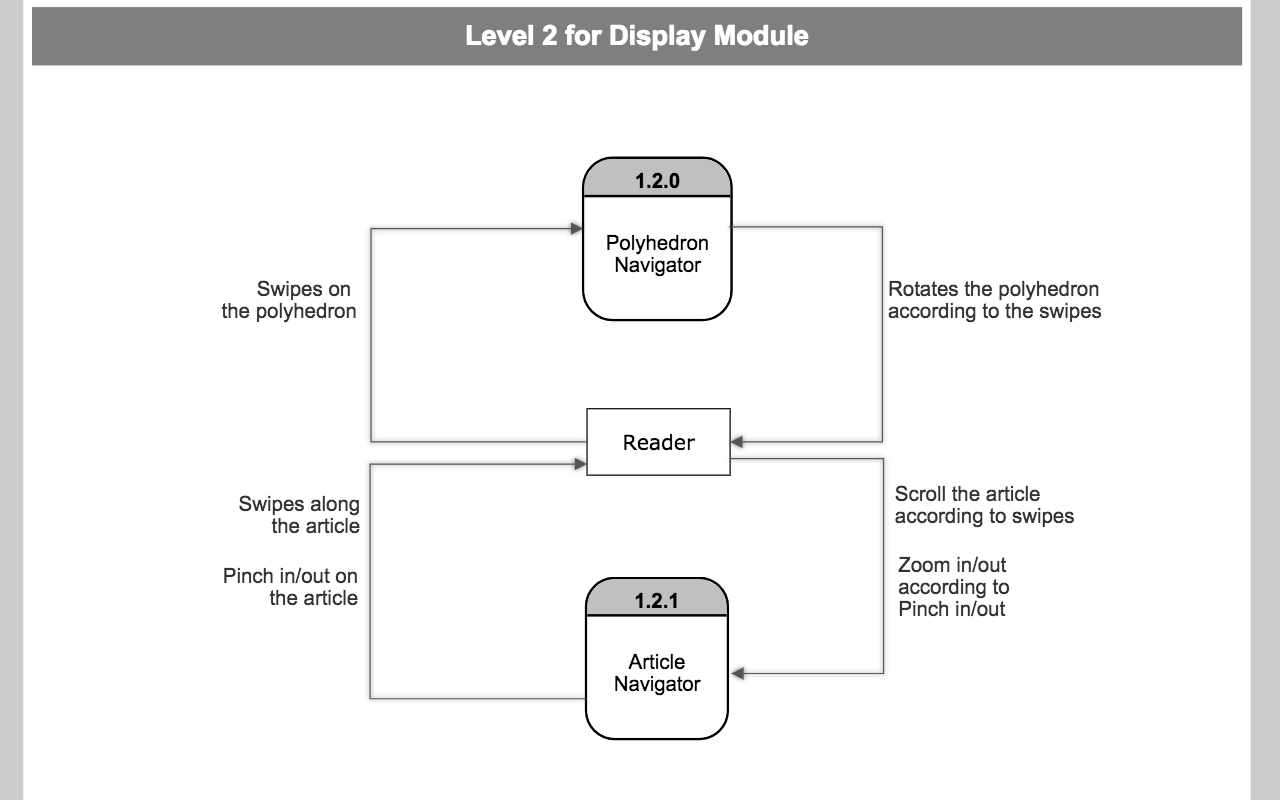 Level 2 for Display Module
1.2.0
Polyhedron
Navigator
Swipes on
the polyhedron
Rotates the polyhedron
according to the swipes
Reader
Swipes along
the article
Pinch in/out on
the article
Scroll the article
according to swipes
Zoom in/out
according to
Pinch in/out
1.2.1
Article
Navigator